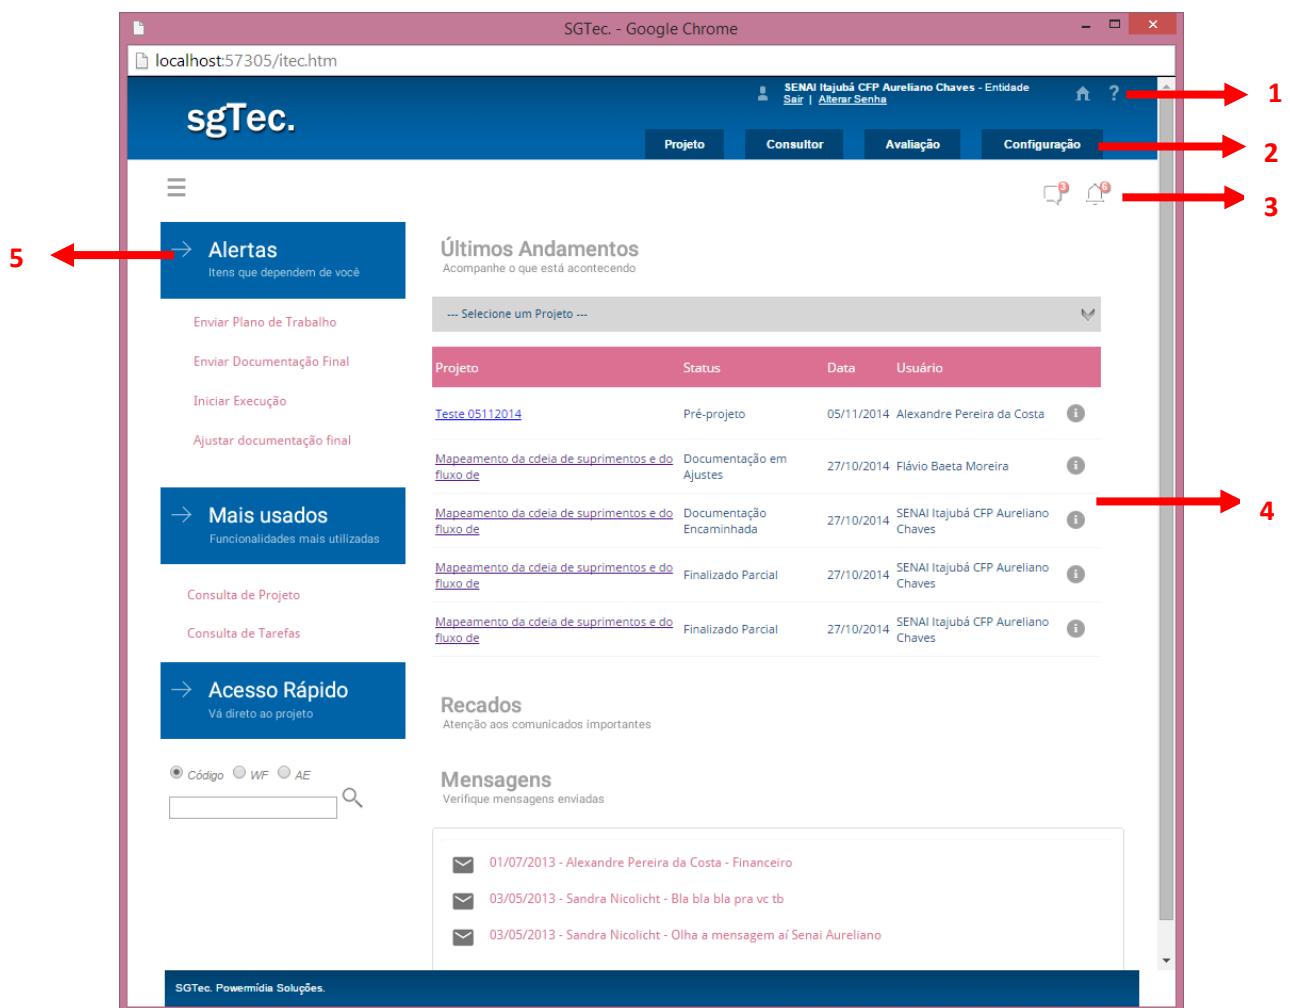 SGTec. - Google Chrome
localhost:57305/itec.htm
SENAI Itajubá CFP Aureliano Chaves - Entidade
Sair | Alterar Senha
?
1
sgTec.
Projeto Consultor Avaliação Configuração
2
3 6
3
5
Alertas
Itens que dependem de você
Enviar Plano de Trabalho
Enviar Documentação Final
Iniciar Execução
Ajustar documentação final
Mais usados
Funcionalidades mais utilizadas
Consulta de Projeto
Consulta de Tarefas
Acesso Rápido
Vá direto ao projeto
Código WF AE
Últimos Andamentos
Acompanhe o que está acontecendo
--- Selecione um Projeto ---
Projeto Status Data Usuário
Teste 05112014 Pré-projeto 05/11/2014 Alexandre Pereira da Costa
Mapeamento da cdeia de suprimentos e do Documentação em
fluxo de Ajustes 27/10/2014 Flávio Baeta Moreira
Mapeamento da cdeia de suprimentos e do Documentação SENAI Itajubá CFP Aureliano
fluxo de Encaminhada 27/10/2014 Chaves
4
Mapeamento da cdeia de suprimentos e do SENAI Itajubá CFP Aureliano
fluxo de Finalizado Parcial 27/10/2014 Chaves
Mapeamento da cdeia de suprimentos e do SENAI Itajubá CFP Aureliano
fluxo de Finalizado Parcial 27/10/2014 Chaves
Recados
Atenção aos comunicados importantes
Mensagens
Verifique mensagens enviadas
01/07/2013 - Alexandre Pereira da Costa - Financeiro
03/05/2013 - Sandra Nicolicht - Bla bla bla pra vc tb
03/05/2013 - Sandra Nicolicht - Olha a mensagem aí Senai Aureliano
SGTec. Powermídia Soluções.